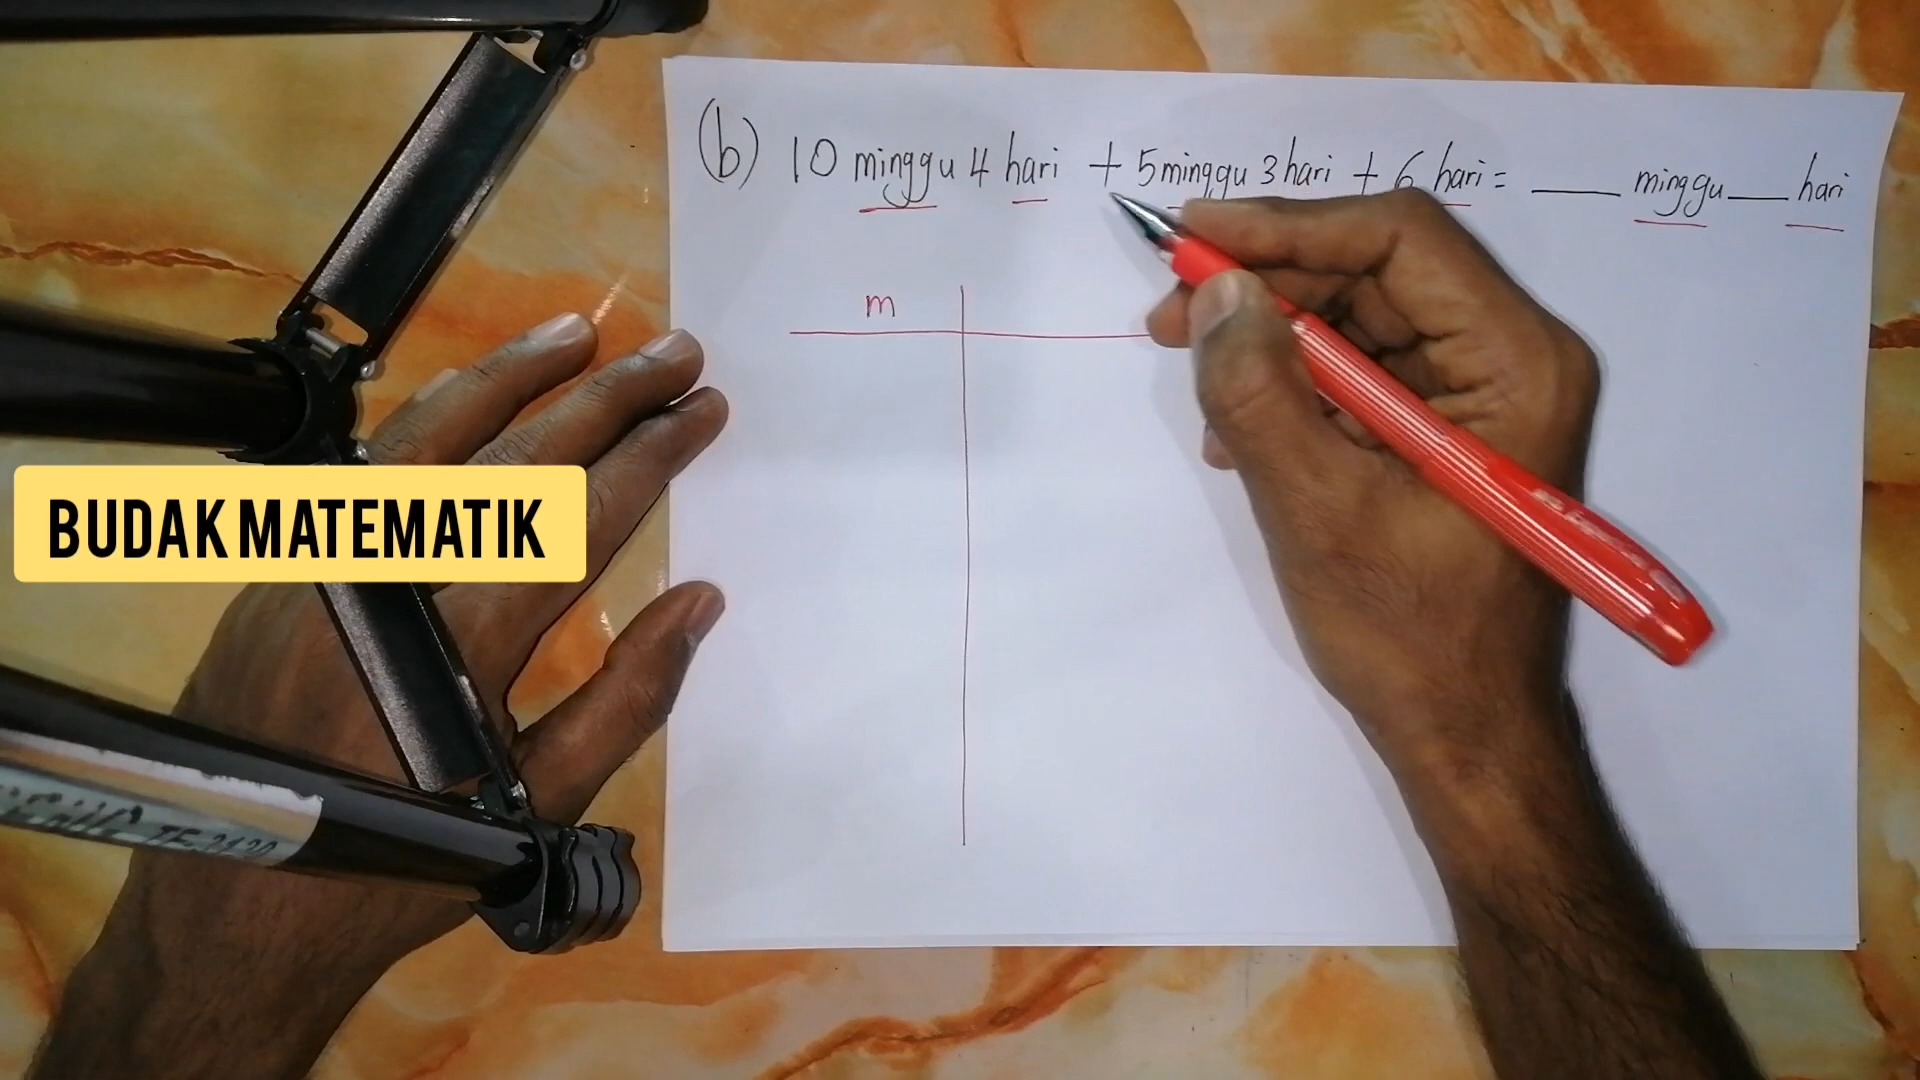 (b) 10 minggu 4 hari + 5 minggu 3 hari + 6 hari = ___ minggu ___ hari
m
BUDAK MATEMATIK